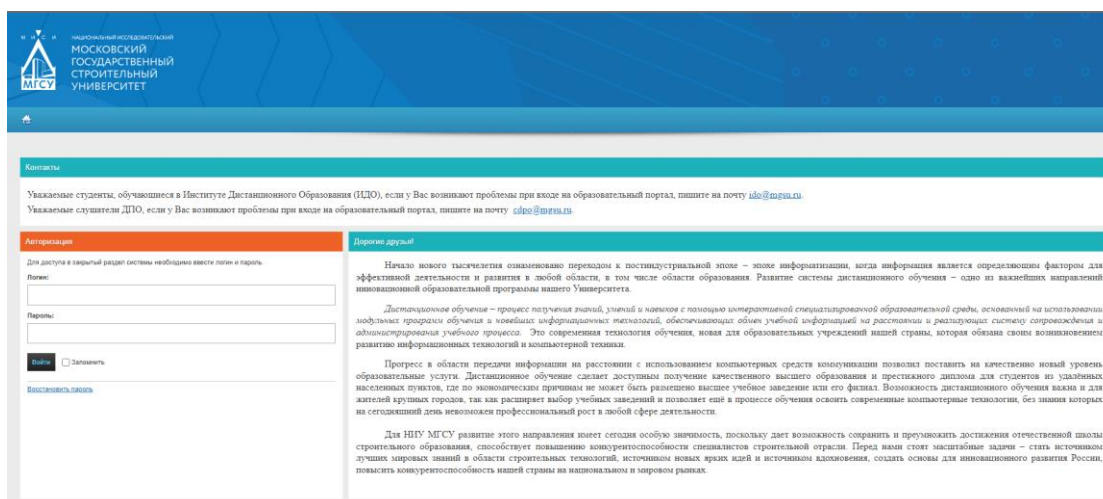 М И С И
МГСУ
НАЦИОНАЛЬНЫЙ ИССЛЕДОВАТЕЛЬСКИЙ
МОСКОВСКИЙ
ГОСУДАРСТВЕННЫЙ
СТРОИТЕЛЬНЫЙ
УНИВЕРСИТЕТ
Контакты
Уважаемые студенты, обучающиеся в Институте Дистанционного Образования (ИДО), если у Вас возникают проблемы при входе на образовательный портал, пишите на почту ido@mgsu.ru.
Уважаемые слушатели ДПО, если у Вас возникают проблемы при входе на образовательный портал, пишите на почту cdpo@mgsu.ru.
Авторизация
Для доступа в закрытый раздел системы необходимо ввести логин и пароль.
Логин:
Пароль:
Войти Запомнить
Восстановить пароль
Дорогие друзья!
Начало нового тысячелетия ознаменовано переходом к постиндустриальной эпохе – эпохе информатизации, когда информация является определяющим фактором для
эффективной деятельности и развития в любой области, в том числе области образования. Развитие системы дистанционного обучения – одно из важнейших направлений
инновационной образовательной программы нашего Университета.
Дистанционное обучение – процесс получения знаний, умений и навыков с помощью интерактивной специализированной образовательной среды, основанный на использовании
модульных программ обучения и новейших информационных технологий, обеспечивающих обмен учебной информацией на расстоянии и реализующих систему сопровождения и
администрирования учебного процесса. Это современная технология обучения, новая для образовательных учреждений нашей страны, которая обязана своим возникновением
развитию информационных технологий и компьютерной техники.
Прогресс в области передачи информации на расстоянии с использованием компьютерных средств коммуникации позволил поставить на качественно новый уровень
образовательные услуги. Дистанционное обучение сделает доступным получение качественного высшего образования и престижного диплома для студентов из удалённых
населенных пунктов, где по экономическим причинам не может быть размещено высшее учебное заведение или его филиал. Возможность дистанционного обучения важна и для
жителей крупных городов, так как расширяет выбор учебных заведений и позволяет ещё в процессе обучения освоить современные компьютерные технологии, без знания которых
на сегодняшний день невозможен профессиональный рост в любой сфере деятельности.
Для НИУ МГСУ развитие этого направления имеет сегодня особую значимость, поскольку дает возможность сохранить и преумножить достижения отечественной школы
строительного образования, способствует повышению конкурентоспособности специалистов строительной отрасли. Перед нами стоят масштабные задачи – стать источником
лучших мировых знаний в области строительных технологий, источником новых ярких идей и источником вдохновения, создать основы для инновационного развития России,
повысить конкурентоспособность нашей страны на национальном и мировом рынках.